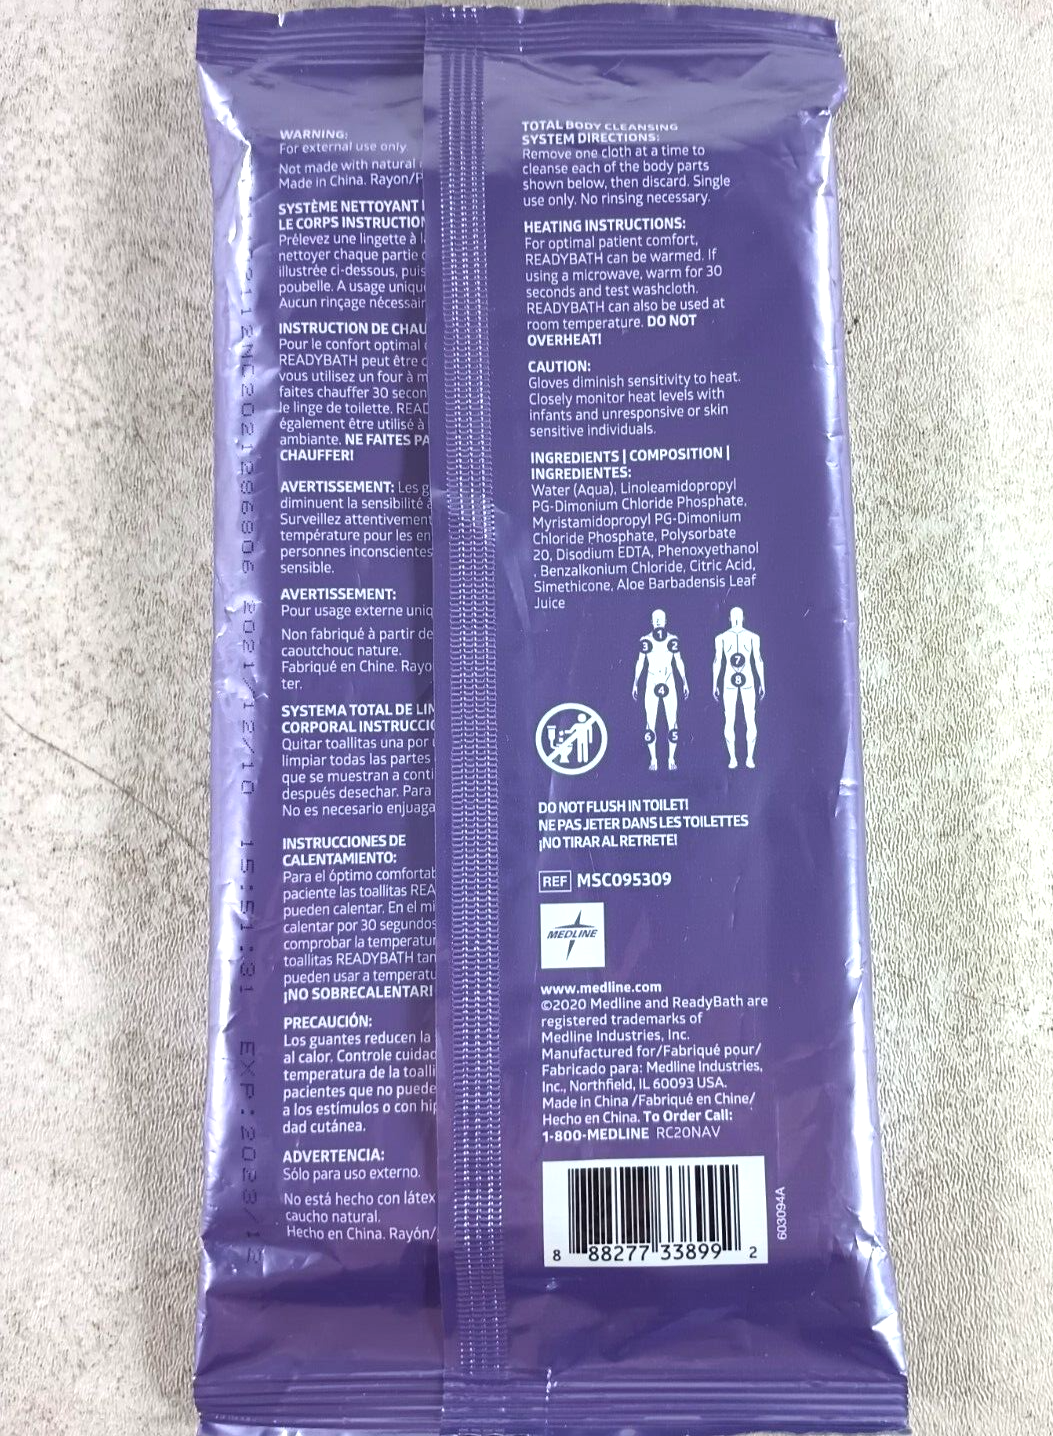 WARNING:
For external use only.
Not made with natural
Made in China. Rayon/P
SYSTÈME NETTOYANT
LE CORPS INSTRUCTION
Prélevez une lingette à l
nettoyer chaque partie
illustrée ci-dessous, puis
poubelle. A usage uniqu
Aucun rinçage nécessair
INSTRUCTION DE CHAU
Pour le confort optimal
READYBATH peut être c
vous utilisez un four à m
faites chauffer 30 secon
le linge de toilette. READ
également être utilisé à
ambiante. NE FAITES PA
CHAUFFER!
AVERTISSEMENT: Les g
diminuent la sensibilité à
Surveillez attentivement
température pour les en
personnes inconscientes
sensible.
AVERTISSEMENT:
Pour usage externe uniq
Non fabriqué à partir de
caoutchouc nature.
Fabriqué en Chine. Rayo
ter.
SYSTEMA TOTAL DE LIM
CORPORAL INSTRUCCIO
Quitar toallitas una por
limpiar todas las partes
que se muestran a conti
después desechar. Para
No es necesario enjuaga
INSTRUCCIONES DE
CALENTAMIENTO:
Para el óptimo comfortab
paciente las toallitas REA
pueden calentar. En el mi
calentar por 30 segundos
comprobar la temperatur
toallitas READYBATH tan
pueden usar a temperatu
¡NO SOBRECALENTAR!
PRECAUCIÓN:
Los guantes reducen la
al calor. Controle cuidad
temperatura de la toalli
pacientes que no puede
a los estímulos o con hip
dad cutánea.
ADVERTENCIA:
Sólo para uso externo.
No está hecho con látex
caucho natural.
Hecho en China. Rayón/
TOTAL BODY CLEANSING
SYSTEM DIRECTIONS:
Remove one cloth at a time to
cleanse each of the body parts
shown below, then discard. Single
use only. No rinsing necessary.
HEATING INSTRUCTIONS:
For optimal patient comfort,
READYBATH can be warmed. If
using a microwave, warm for 30
seconds and test washcloth.
READYBATH can also be used at
room temperature. DO NOT
OVERHEAT!
CAUTION:
Gloves diminish sensitivity to heat.
Closely monitor heat levels with
infants and unresponsive or skin
sensitive individuals.
INGREDIENTS | COMPOSITION |
INGREDIENTES:
Water (Aqua), Linoleamidopropyl
PG-Dimonium Chloride Phosphate,
Myristamidopropyl PG-Dimonium
Chloride Phosphate, Polysorbate
20, Disodium EDTA, Phenoxyethanol
, Benzalkonium Chloride, Citric Acid,
Simethicone, Aloe Barbadensis Leaf
Juice
1
3 2
4
6 5
7
8
DO NOT FLUSH IN TOILET!
NE PAS JETER DANS LES TOILETTES
¡NO TIRAR AL RETRETE!
REF MSC095309
MEDLINE
www.medline.com
©2020 Medline and ReadyBath are
registered trademarks of
Medline Industries, Inc.
Manufactured for/Fabriqué pour/
Fabricado para: Medline Industries,
Inc., Northfield, IL 60093 USA.
Made in China /Fabriqué en Chine/
Hecho en China. To Order Call:
1-800-MEDLINE RC20NAV
8 88277 33899 2
603094A
2021/12/10 15:51:31 EXP:2023/12